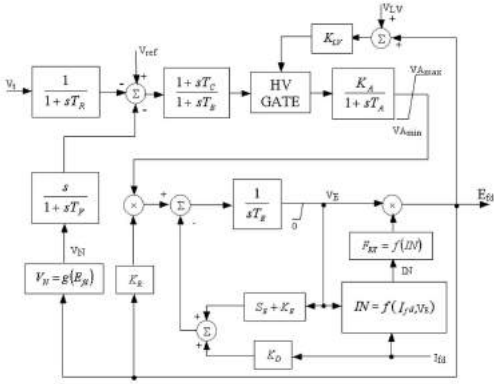 V_LV
+
K_LV
Σ
+
V_ref
V_t
1 / 1 + sT_R
-
+
Σ
-
1 + sT_C / 1 + sT_B
HV
GATE
K_A / 1 + sT_A
V_Amax
V_Amin
s / 1 + sT_F
×
+
Σ
-
1 / sT_E
0
V_E
×
E_fd
V_N
F_EX = f(IN)
IN
V_N = g(E_fd)
K_R
S_E + K_E
IN = f(I_fd, V_E)
+
Σ
+
K_D
I_fd